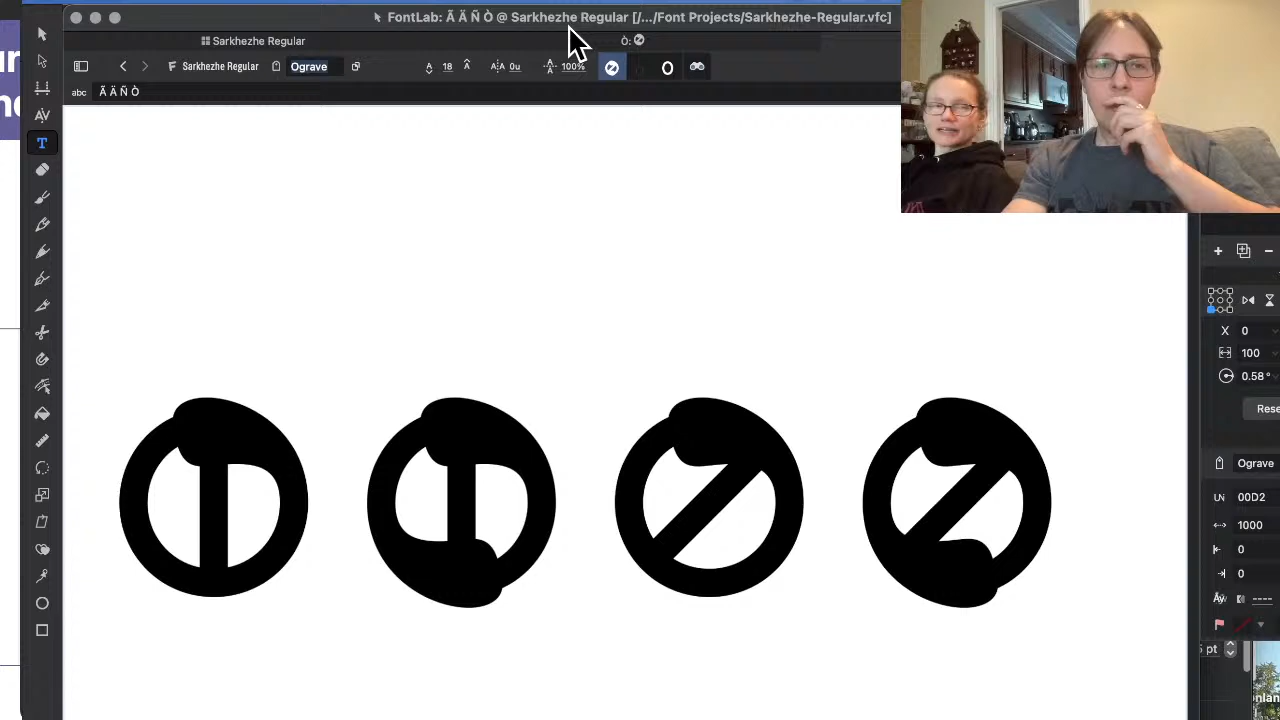 FontLab: Ã Ä Ñ Ò @ Sarkhezhe Regular [/.../Font Projects/Sarkhezhe-Regular.vfc]
Sarkhezhe Regular
Ò:
Sarkhezhe Regular
Ograve
18
0u
100%
abc
Ã Ä Ñ Ò
X 0
100
0.58°
Ograve
00D2
1000
0
0
pt